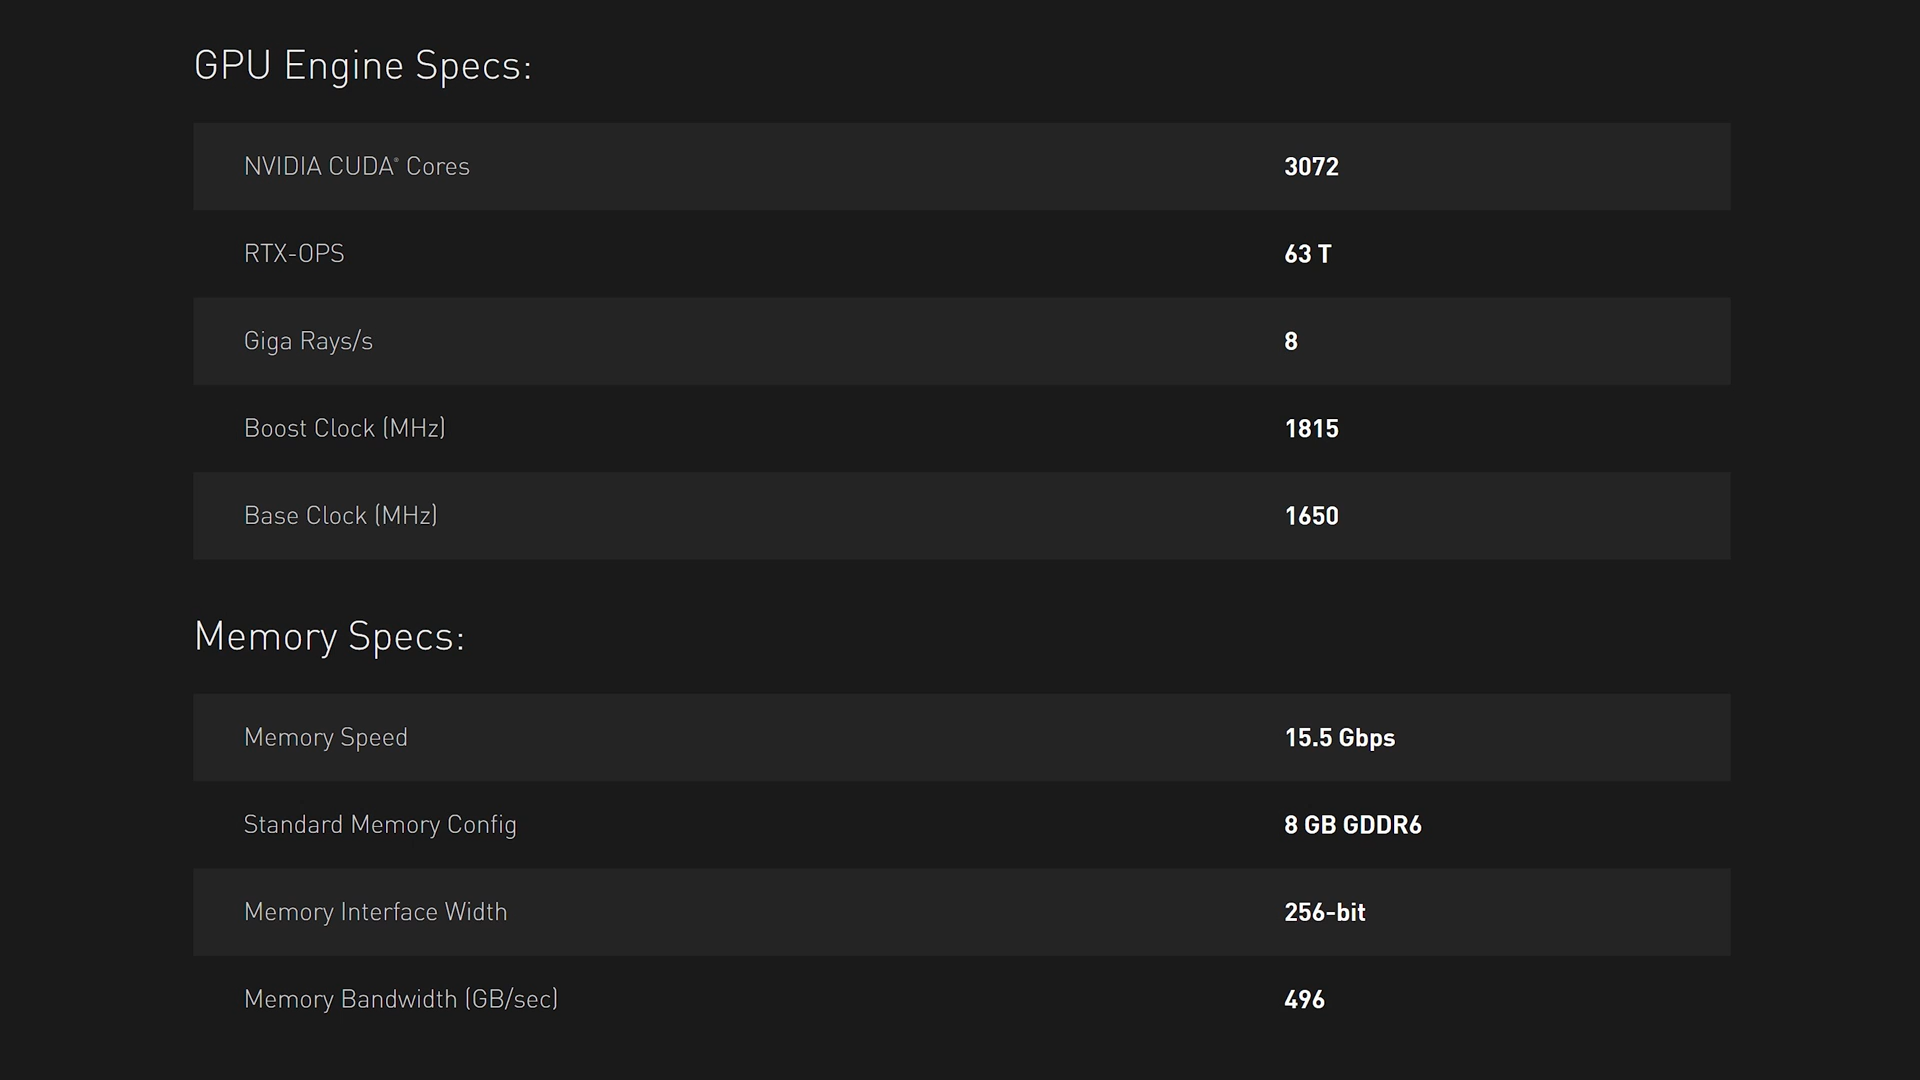 GPU Engine Specs:
NVIDIA CUDA® Cores 3072
RTX-OPS 63 T
Giga Rays/s 8
Boost Clock (MHz) 1815
Base Clock (MHz) 1650
Memory Specs:
Memory Speed 15.5 Gbps
Standard Memory Config 8 GB GDDR6
Memory Interface Width 256-bit
Memory Bandwidth (GB/sec) 496